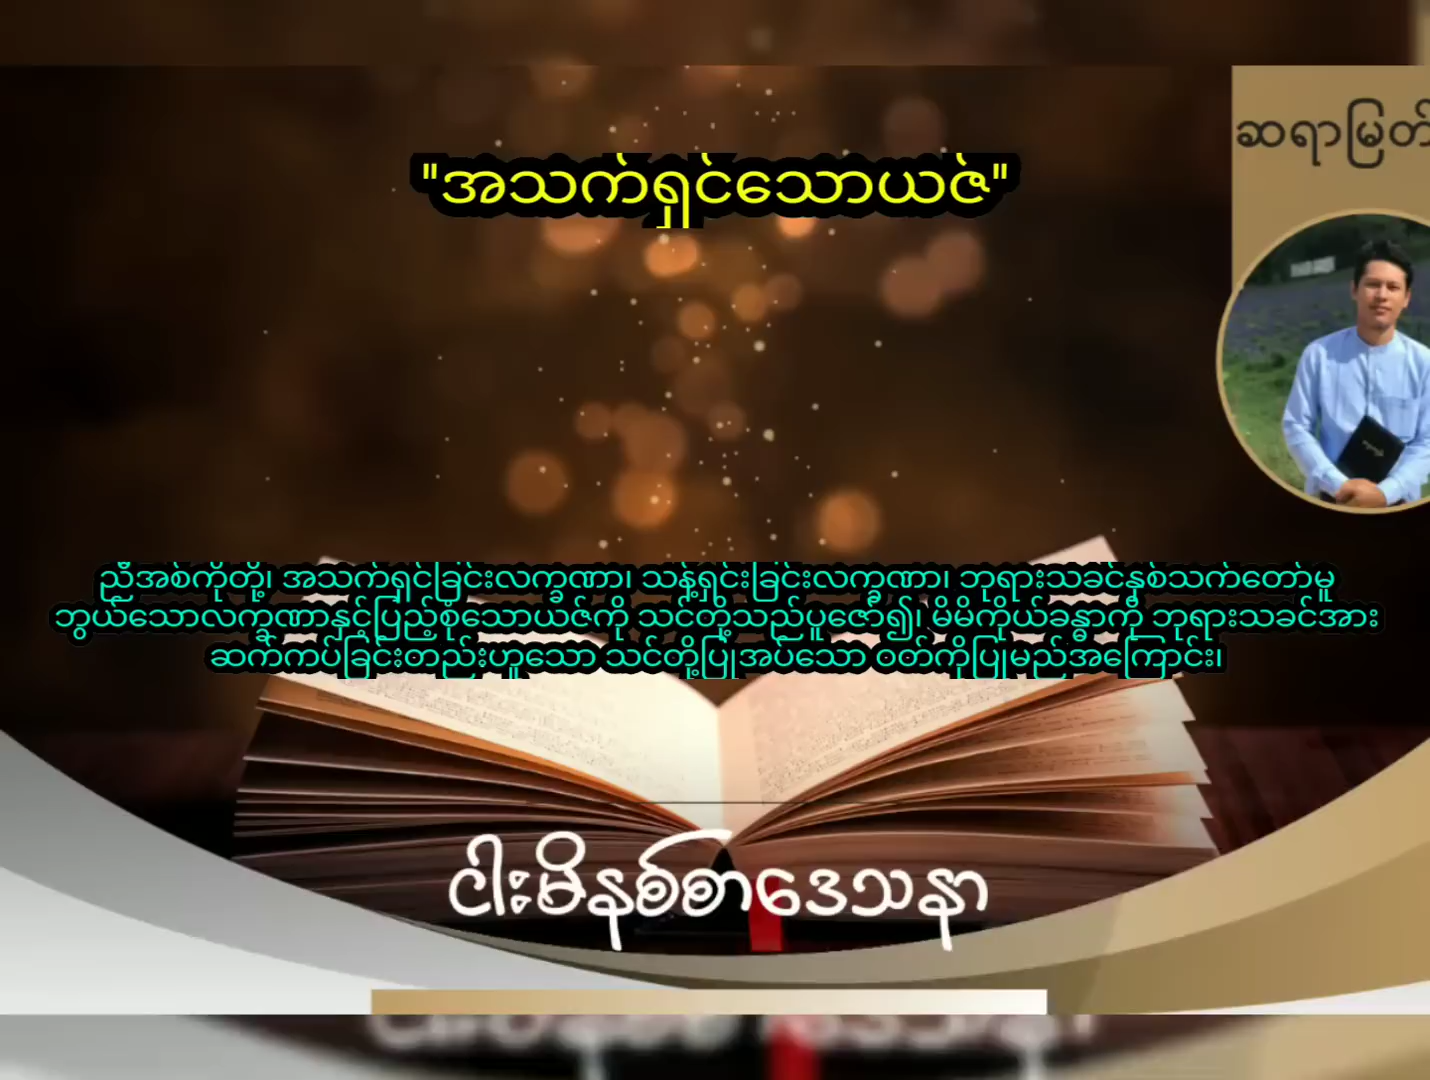 ဆရာမြတ်
"အသက်ရှင်သောယဇ်"
ညီအစ်ကိုတို့၊ အသက်ရှင်ခြင်းလက္ခဏာ၊ သန့်ရှင်းခြင်းလက္ခဏာ၊ ဘုရားသခင်နှစ်သက်တော်မူ
ဘွယ်သောလက္ခဏာနှင့်ပြည့်စုံသောယဇ်ကို သင်တို့သည်ပူဇော်၍၊ မိမိကိုယ်ခန္ဓာကို ဘုရားသခင်အား
ဆက်ကပ်ခြင်းတည်းဟူသော သင်တို့ပြုအပ်သော ဝတ်ကိုပြုမည်အကြောင်း၊
ငါးမိနစ်စာဒေသနာ